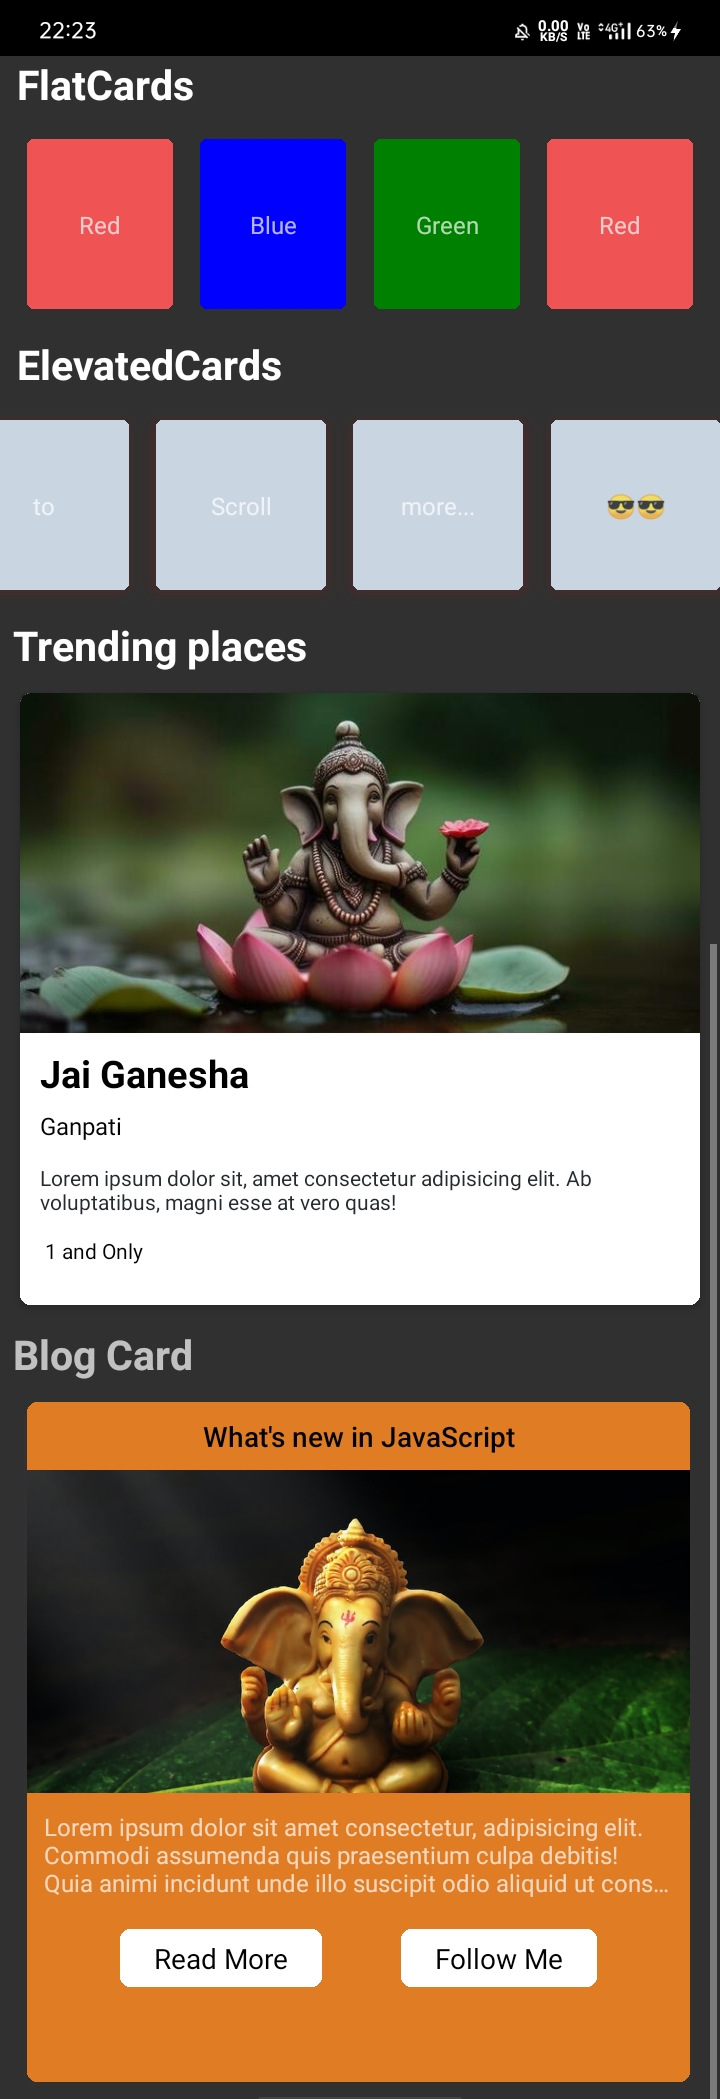 22:23
0.00 KB/S Vo LTE 4G+ 63%
FlatCards
Red Blue Green Red
ElevatedCards
to Scroll more... 😎😎
Trending places
Jai Ganesha
Ganpati
Lorem ipsum dolor sit, amet consectetur adipisicing elit. Ab
voluptatibus, magni esse at vero quas!
1 and Only
Blog Card
What's new in JavaScript
Lorem ipsum dolor sit amet consectetur, adipisicing elit.
Commodi assumenda quis praesentium culpa debitis!
Quia animi incidunt unde illo suscipit odio aliquid ut cons...
Read More Follow Me